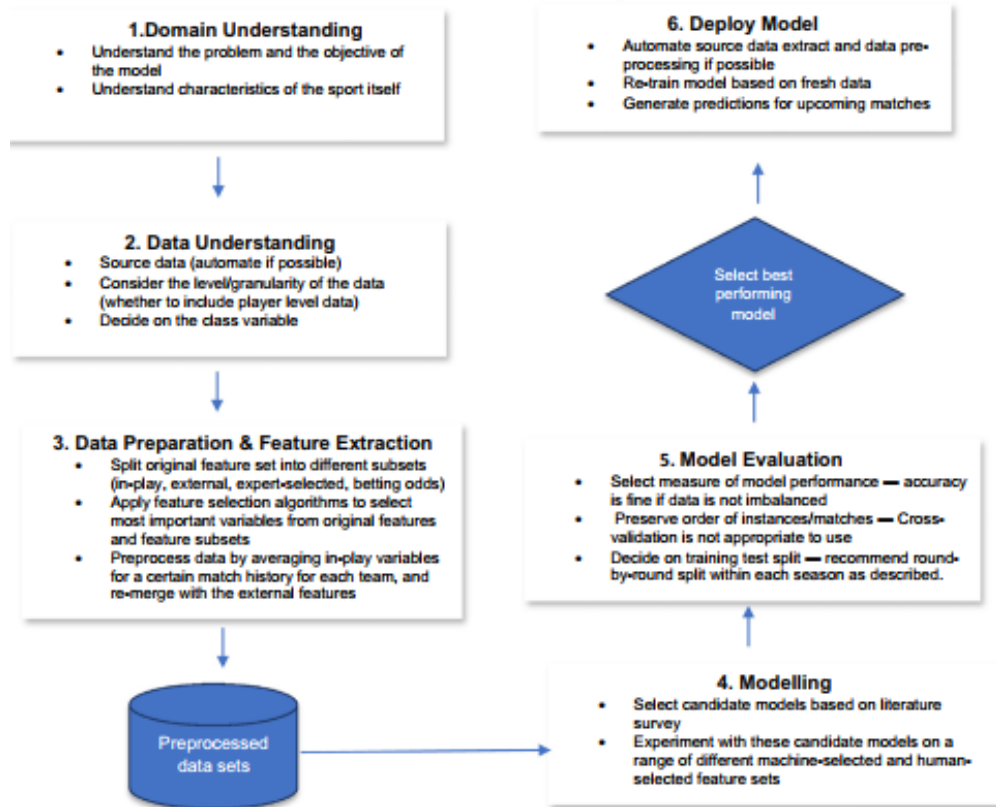 1.Domain Understanding
• Understand the problem and the objective of
the model
• Understand characteristics of the sport itself
2. Data Understanding
• Source data (automate if possible)
• Consider the level/granularity of the data
(whether to include player level data)
• Decide on the class variable
3. Data Preparation & Feature Extraction
• Split original feature set into different subsets
(in-play, external, expert-selected, betting odds)
• Apply feature selection algorithms to select
most important variables from original features
and feature subsets
• Preprocess data by averaging in-play variables
for a certain match history for each team, and
re-merge with the external features
Preprocessed
data sets
4. Modelling
• Select candidate models based on literature
survey
• Experiment with these candidate models on a
range of different machine-selected and human-
selected feature sets
5. Model Evaluation
• Select measure of model performance — accuracy
is fine if data is not imbalanced
• Preserve order of instances/matches — Cross-
validation is not appropriate to use
• Decide on training test split — recommend round-
by-round split within each season as described.
Select best
performing
model
6. Deploy Model
• Automate source data extract and data pre-
processing if possible
• Re-train model based on fresh data
• Generate predictions for upcoming matches